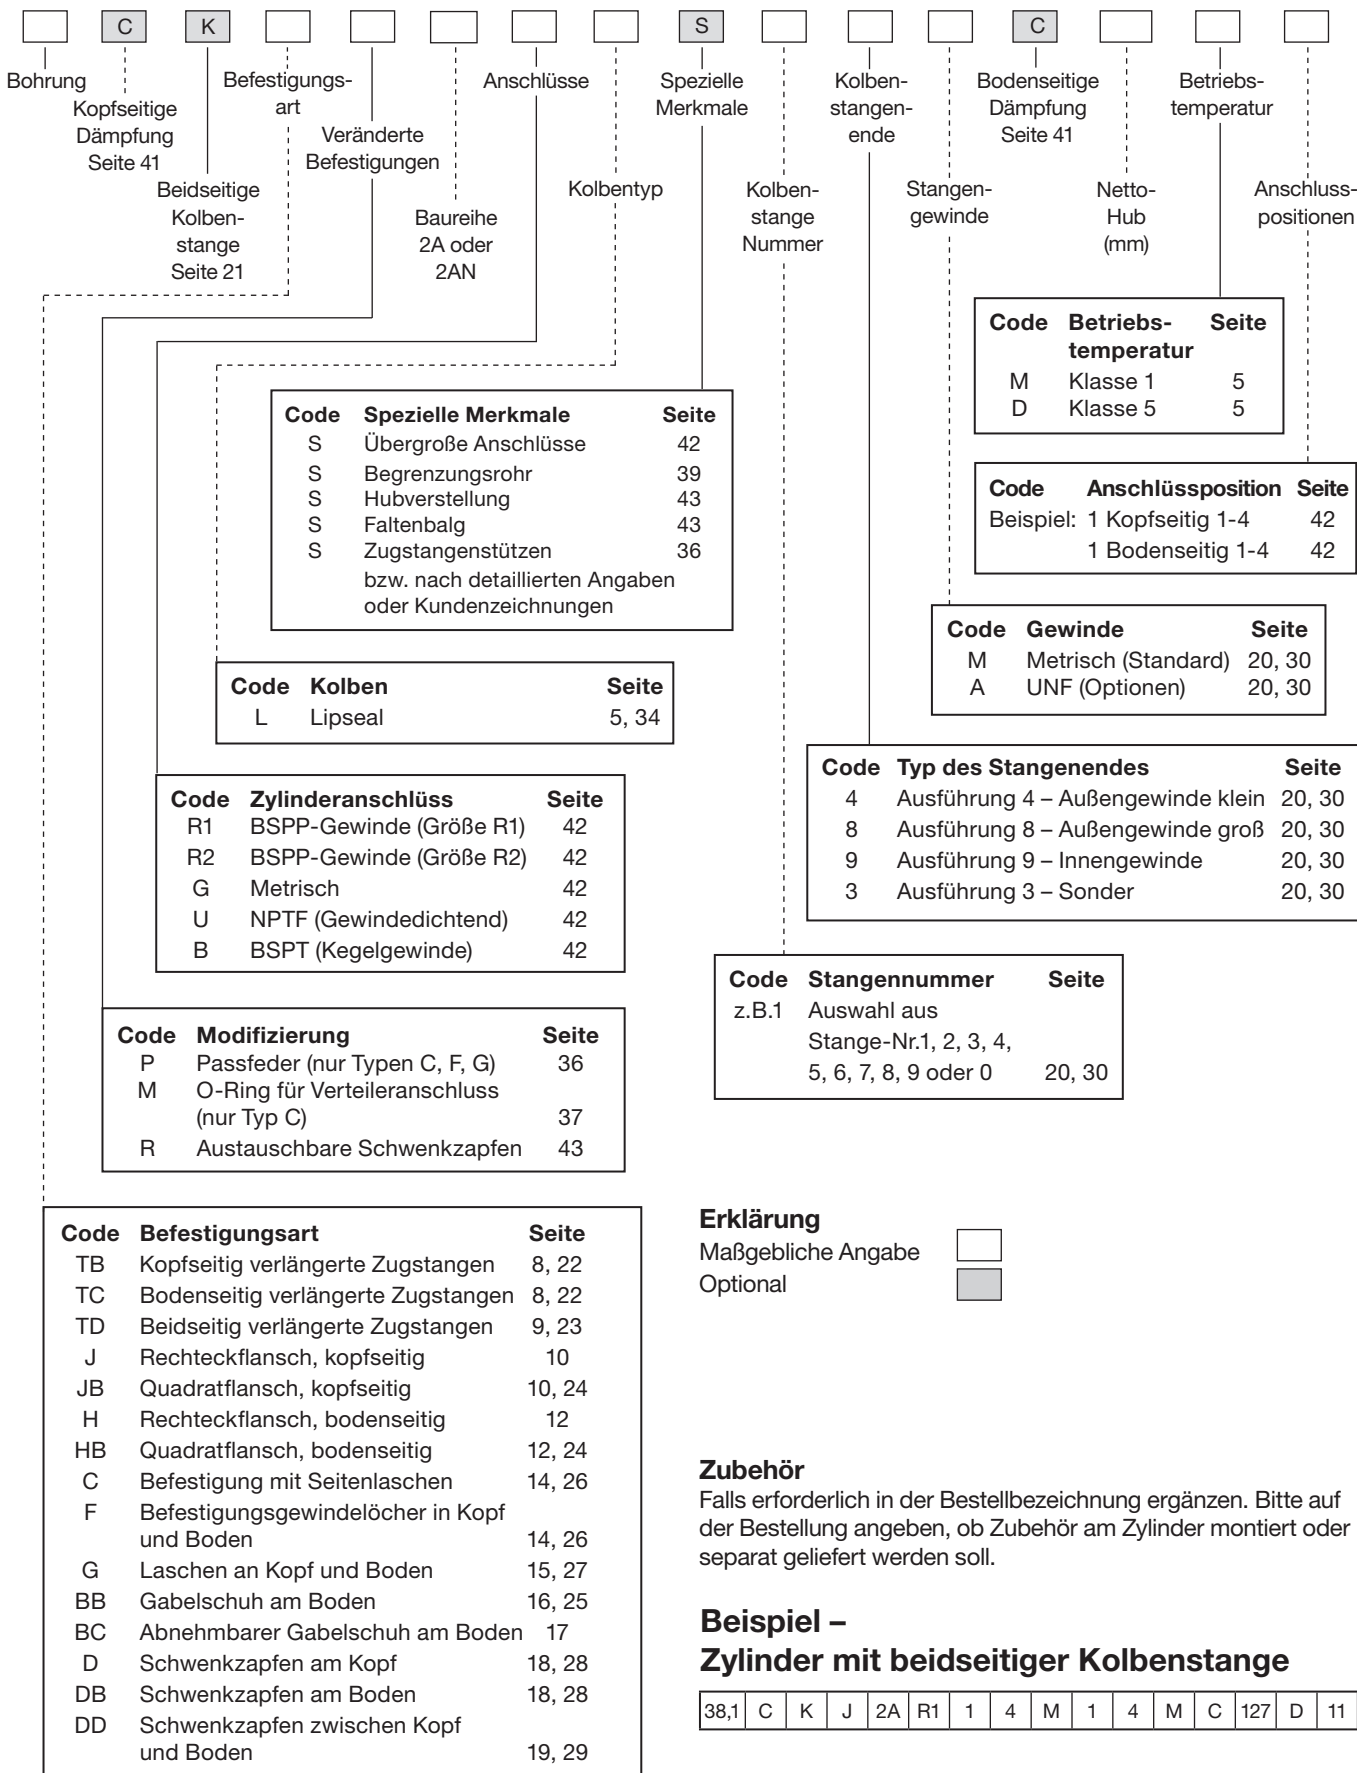 C K S C
Bohrung
Kopfseitige
Dämpfung
Seite 41
Beidseitige
Kolben-
stange
Seite 21
Befestigungs-
art
Veränderte
Befestigungen
Baureihe
2A oder
2AN
Anschlüsse
Kolbentyp
Spezielle
Merkmale
Kolben-
stange
Nummer
Kolben-
stangen-
ende
Stangen-
gewinde
Bodenseitige
Dämpfung
Seite 41
Netto-
Hub
(mm)
Betriebs-
temperatur
Anschluss-
positionen
Code Betriebs- Seite
temperatur
M Klasse 1 5
D Klasse 5 5
Code Spezielle Merkmale Seite
S Übergroße Anschlüsse 42
S Begrenzungsrohr 39
S Hubverstellung 43
S Faltenbalg 43
S Zugstangenstützen 36
bzw. nach detaillierten Angaben
oder Kundenzeichnungen
Code Anschlüssposition Seite
Beispiel: 1 Kopfseitig 1-4 42
1 Bodenseitig 1-4 42
Code Gewinde Seite
M Metrisch (Standard) 20, 30
A UNF (Optionen) 20, 30
Code Kolben Seite
L Lipseal 5, 34
Code Typ des Stangenendes Seite
4 Ausführung 4 – Außengewinde klein 20, 30
8 Ausführung 8 – Außengewinde groß 20, 30
9 Ausführung 9 – Innengewinde 20, 30
3 Ausführung 3 – Sonder 20, 30
Code Zylinderanschlüss Seite
R1 BSPP-Gewinde (Größe R1) 42
R2 BSPP-Gewinde (Größe R2) 42
G Metrisch 42
U NPTF (Gewindedichtend) 42
B BSPT (Kegelgewinde) 42
Code Stangennummer Seite
z.B.1 Auswahl aus
Stange-Nr.1, 2, 3, 4,
5, 6, 7, 8, 9 oder 0 20, 30
Code Modifizierung Seite
P Passfeder (nur Typen C, F, G) 36
M O-Ring für Verteileranschluss
(nur Typ C) 37
R Austauschbare Schwenkzapfen 43
Code Befestigungsart Seite
TB Kopfseitig verlängerte Zugstangen 8, 22
TC Bodenseitig verlängerte Zugstangen 8, 22
TD Beidseitig verlängerte Zugstangen 9, 23
J Rechteckflansch, kopfseitig 10
JB Quadratflansch, kopfseitig 10, 24
H Rechteckflansch, bodenseitig 12
HB Quadratflansch, bodenseitig 12, 24
C Befestigung mit Seitenlaschen 14, 26
F Befestigungsgewindelöcher in Kopf
und Boden 14, 26
G Laschen an Kopf und Boden 15, 27
BB Gabelschuh am Boden 16, 25
BC Abnehmbarer Gabelschuh am Boden 17
D Schwenkzapfen am Kopf 18, 28
DB Schwenkzapfen am Boden 18, 28
DD Schwenkzapfen zwischen Kopf
und Boden 19, 29
Erklärung
Maßgebliche Angabe
Optional
Zubehör
Falls erforderlich in der Bestellbezeichnung ergänzen. Bitte auf
der Bestellung angeben, ob Zubehör am Zylinder montiert oder
separat geliefert werden soll.
Beispiel –
Zylinder mit beidseitiger Kolbenstange
38,1 C K J 2A R1 1 4 M 1 4 M C 127 D 11